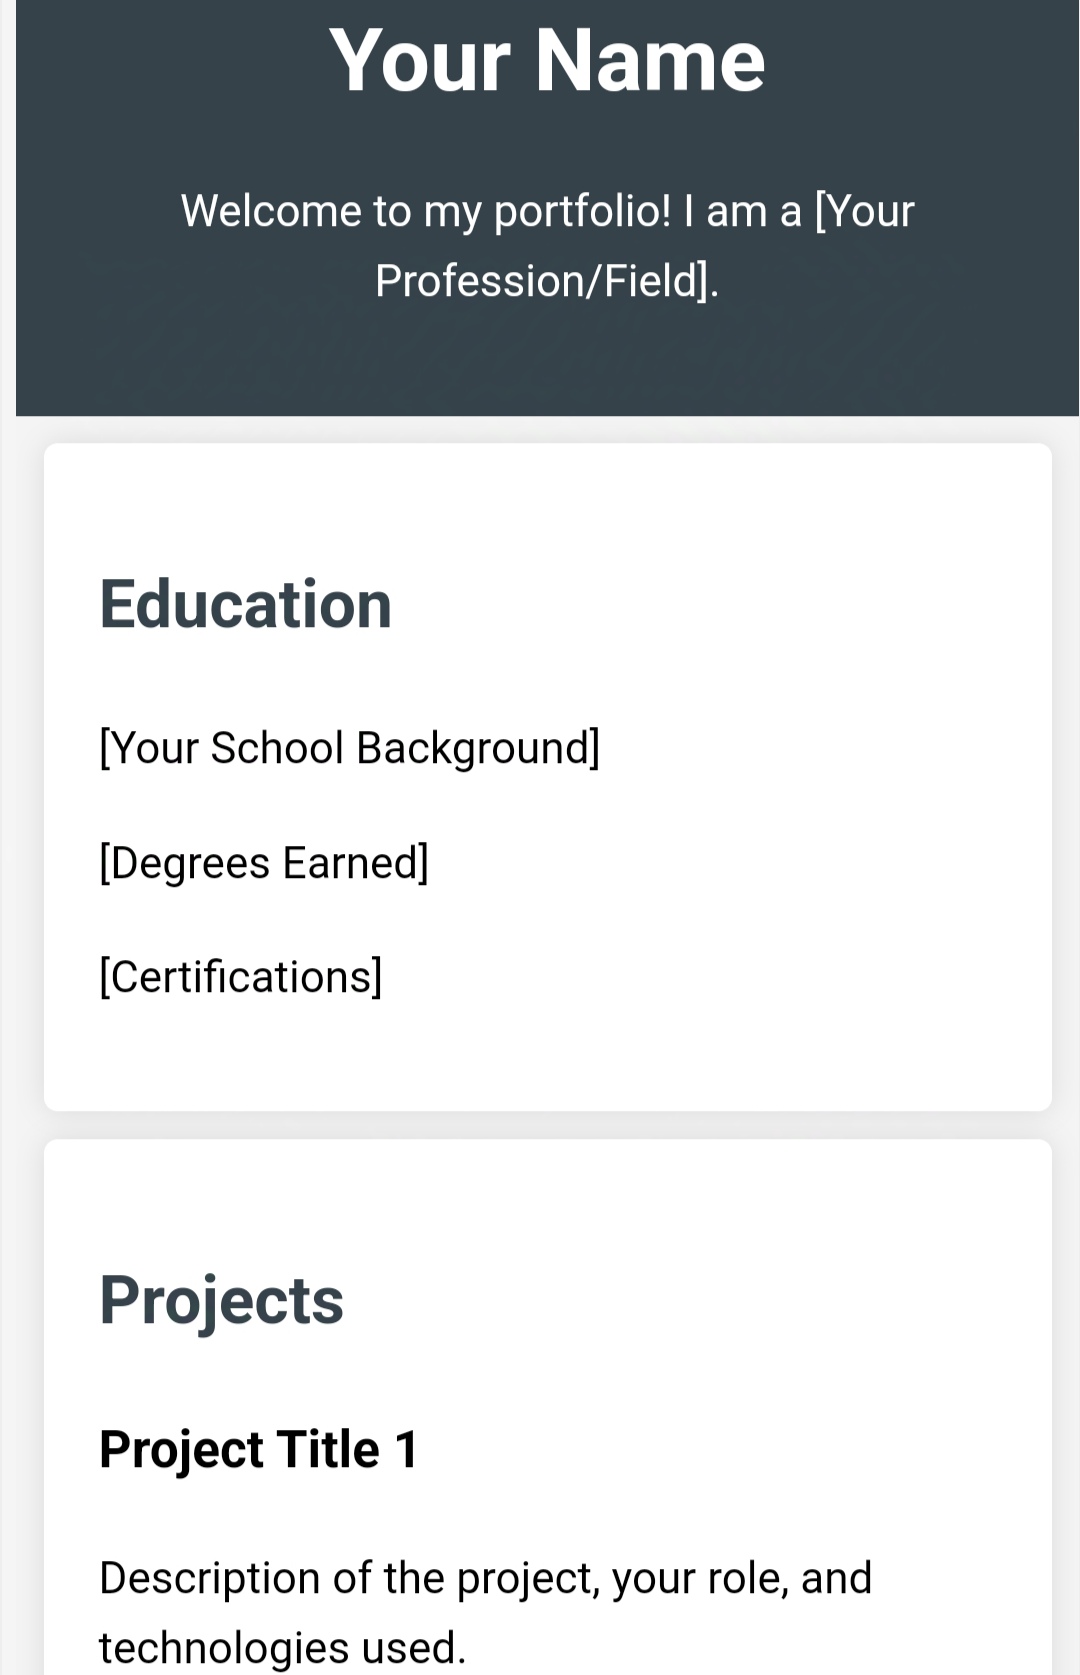 Your Name
Welcome to my portfolio! I am a [Your
Profession/Field].
Education
[Your School Background]
[Degrees Earned]
[Certifications]
Projects
Project Title 1
Description of the project, your role, and
technologies used.